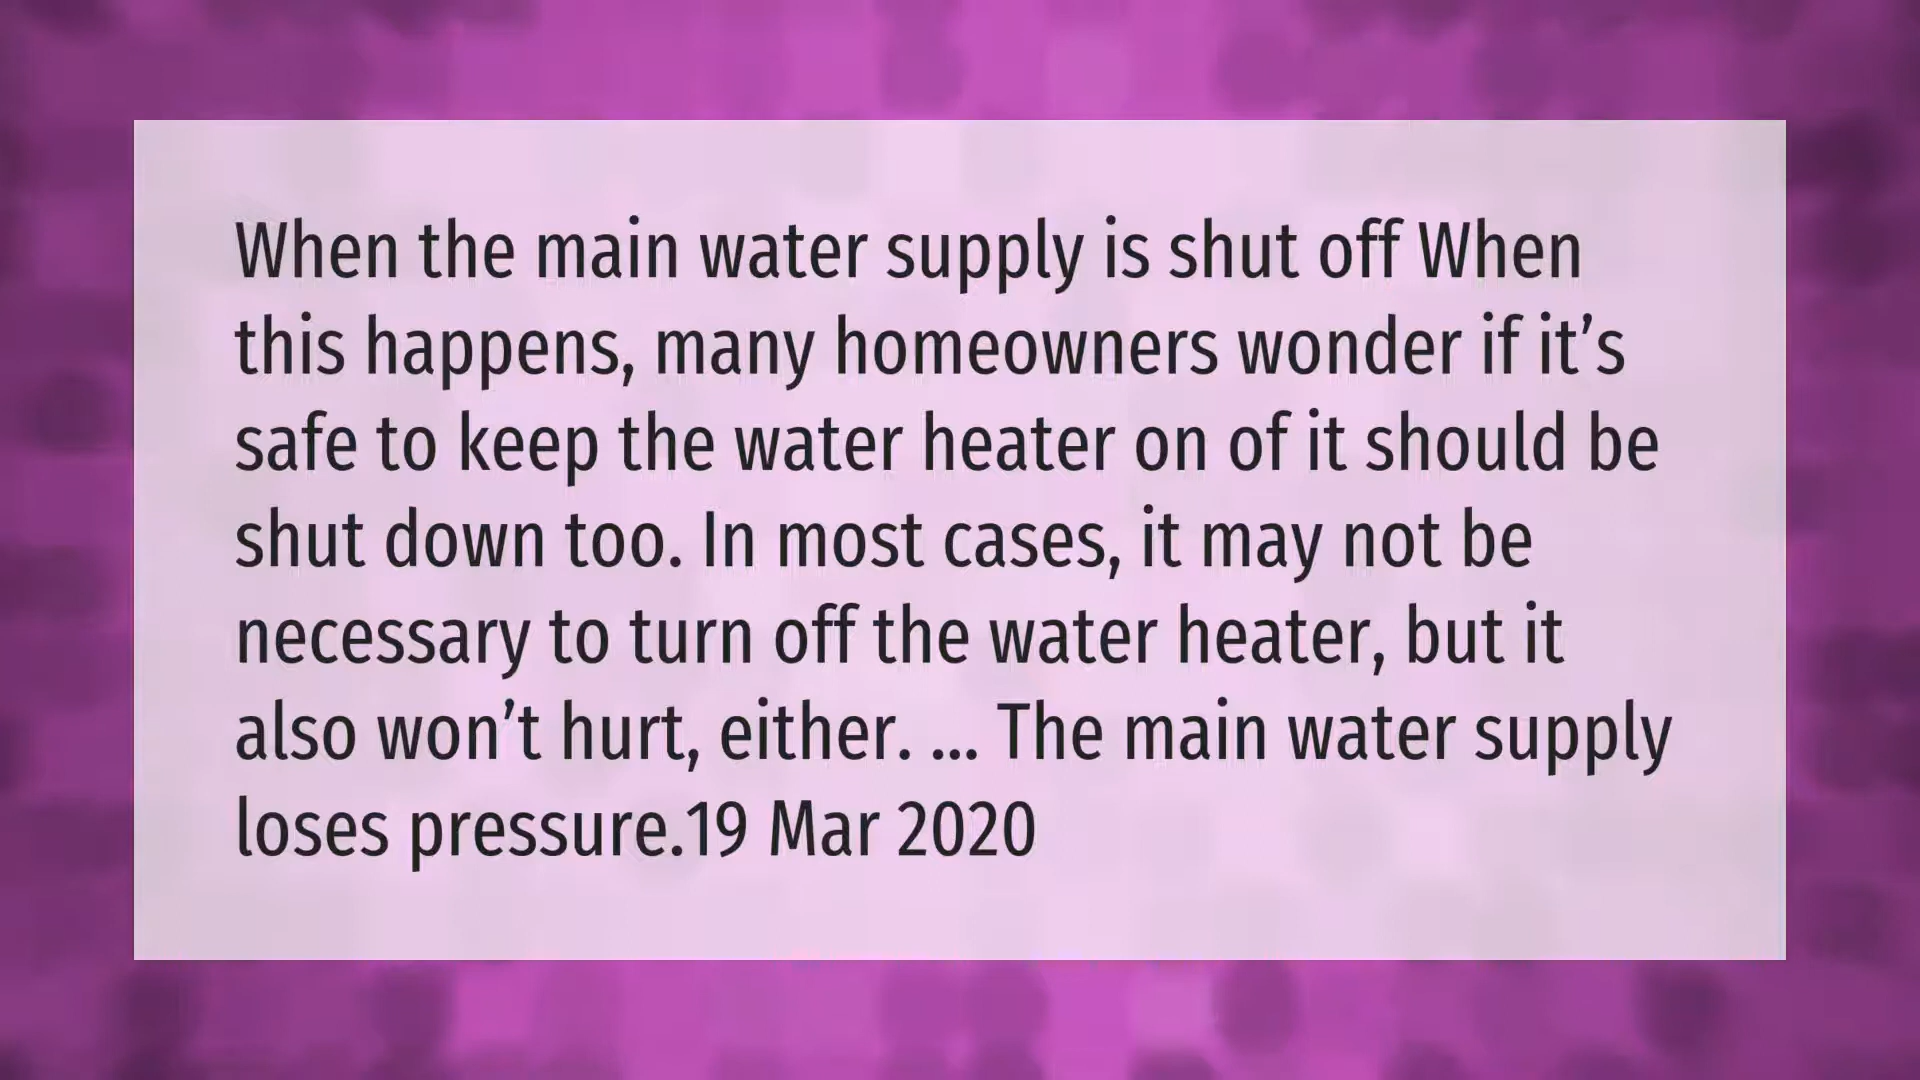 When the main water supply is shut off When
this happens, many homeowners wonder if it’s
safe to keep the water heater on of it should be
shut down too. In most cases, it may not be
necessary to turn off the water heater, but it
also won’t hurt, either. ... The main water supply
loses pressure.19 Mar 2020